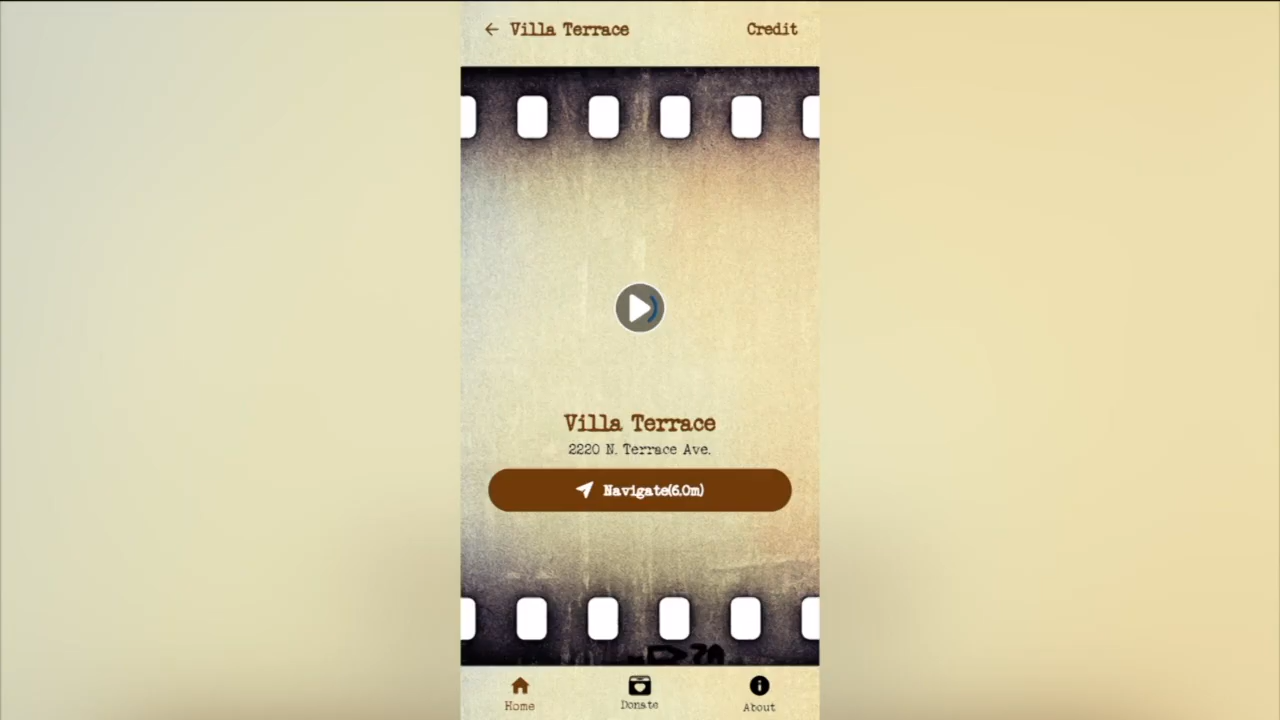 Villa Terrace
Credit
Villa Terrace
2220 N. Terrace Ave.
Navigate(6.0m)
Home
Donate
About